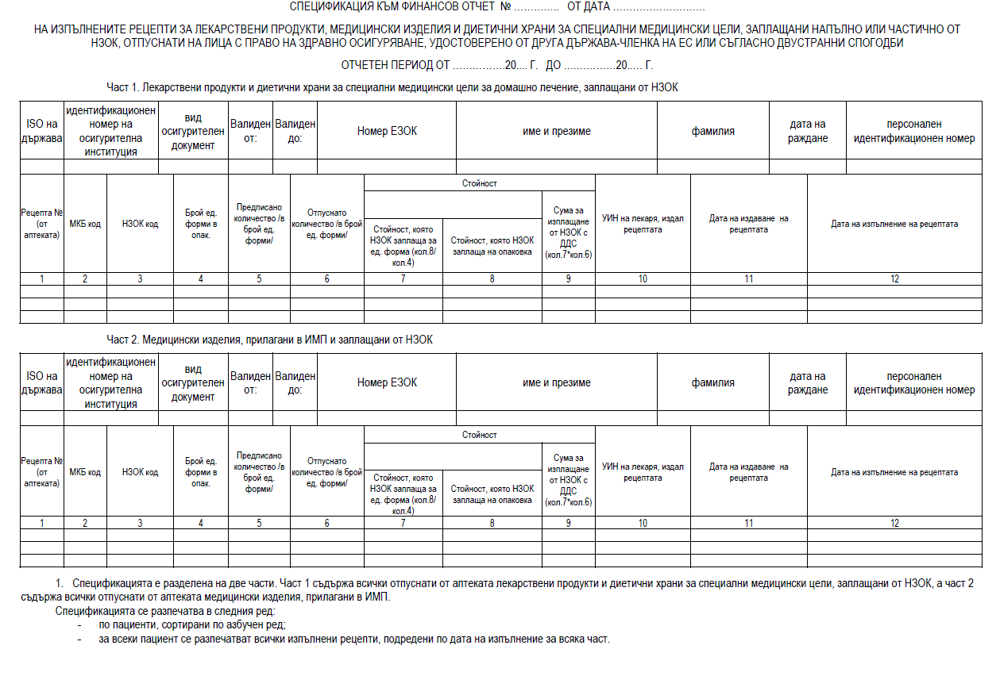 СПЕЦИФИКАЦИЯ КЪМ ФИНАНСОВ ОТЧЕТ № ………….. ОТ ДАТА ……………………….
НА ИЗПЪЛНЕНИТЕ РЕЦЕПТИ ЗА ЛЕКАРСТВЕНИ ПРОДУКТИ, МЕДИЦИНСКИ ИЗДЕЛИЯ И ДИЕТИЧНИ ХРАНИ ЗА СПЕЦИАЛНИ МЕДИЦИНСКИ ЦЕЛИ, ЗАПЛАЩАНИ НАПЪЛНО ИЛИ ЧАСТИЧНО ОТ
НЗОК, ОТПУСНАТИ НА ЛИЦА С ПРАВО НА ЗДРАВНО ОСИГУРЯВАНЕ, УДОСТОВЕРЕНО ОТ ДРУГА ДЪРЖАВА-ЧЛЕНКА НА ЕС ИЛИ СЪГЛАСНО ДВУСТРАННИ СПОГОДБИ
ОТЧЕТЕН ПЕРИОД ОТ …………….20.... Г. ДО …………….20..... Г.
Част 1. Лекарствени продукти и диетични храни за специални медицински цели за домашно лечение, заплащани от НЗОК
ISO на
държава
идентификационен
номер на
осигурителна
институция
вид
осигурителен
документ
Валиден
от:
Валиден
до:
Номер ЕЗОК
име и презиме
фамилия
дата на
раждане
персонален
идентификационен номер
Рецепта №
(от
аптеката)
МКБ код
НЗОК код
Брой ед.
форми в
опак.
Предписано
количество /в
брой ед.
форми/
Отпуснато
количество /в брой
ед. форми/
Стойност
Стойност, която
НЗОК заплаща за
ед. форма (кол.8/
кол.4)
Стойност, която НЗОК
заплаща на опаковка
Сума за
изплащане
от НЗОК с
ДДС
(кол.7*кол.6)
УИН на лекаря, издал
рецептата
Дата на издаване на
рецептата
Дата на изпълнение на рецептата
1 2 3 4 5 6 7 8 9 10 11 12
Част 2. Медицински изделия, прилагани в ИМП и заплащани от НЗОК
ISO на
държава
идентификационен
номер на
осигурителна
институция
вид
осигурителен
документ
Валиден
от:
Валиден
до:
Номер ЕЗОК
име и презиме
фамилия
дата на
раждане
персонален
идентификационен номер
Рецепта №
(от
аптеката)
МКБ код
НЗОК код
Брой ед.
форми в
опак.
Предписано
количество /в
брой ед.
форми/
Отпуснато
количество /в брой
ед. форми/
Стойност
Стойност, която
НЗОК заплаща за
ед. форма (кол.8/
кол.4)
Стойност, която НЗОК
заплаща на опаковка
Сума за
изплащане
от НЗОК с
ДДС
(кол.7*кол.6)
УИН на лекаря, издал
рецептата
Дата на издаване на
рецептата
Дата на изпълнение на рецептата
1 2 3 4 5 6 7 8 9 10 11 12
1. Спецификацията е разделена на две части. Част 1 съдържа всички отпуснати от аптеката лекарствени продукти и диетични храни за специални медицински цели, заплащани от НЗОК, а част 2
съдържа всички отпуснати от аптеката медицински изделия, прилагани в ИМП.
Спецификацията се разпечатва в следния ред:
- по пациенти, сортирани по азбучен ред;
- за всеки пациент се разпечатват всички изпълнени рецепти, подредени по дата на изпълнение за всяка част.